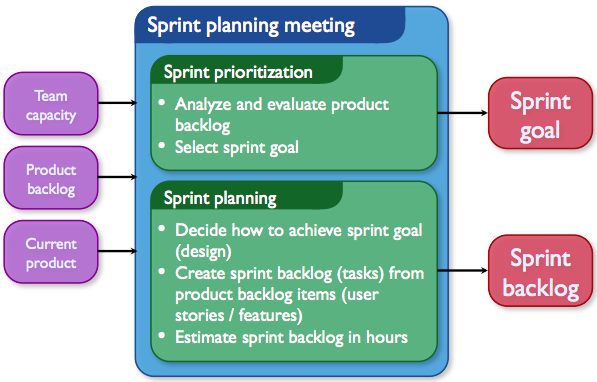 Sprint planning meeting
Team
capacity
Product
backlog
Current
product
Sprint prioritization
• Analyze and evaluate product
backlog
• Select sprint goal
Sprint planning
• Decide how to achieve sprint goal
(design)
• Create sprint backlog (tasks) from
product backlog items (user
stories / features)
• Estimate sprint backlog in hours
Sprint
goal
Sprint
backlog